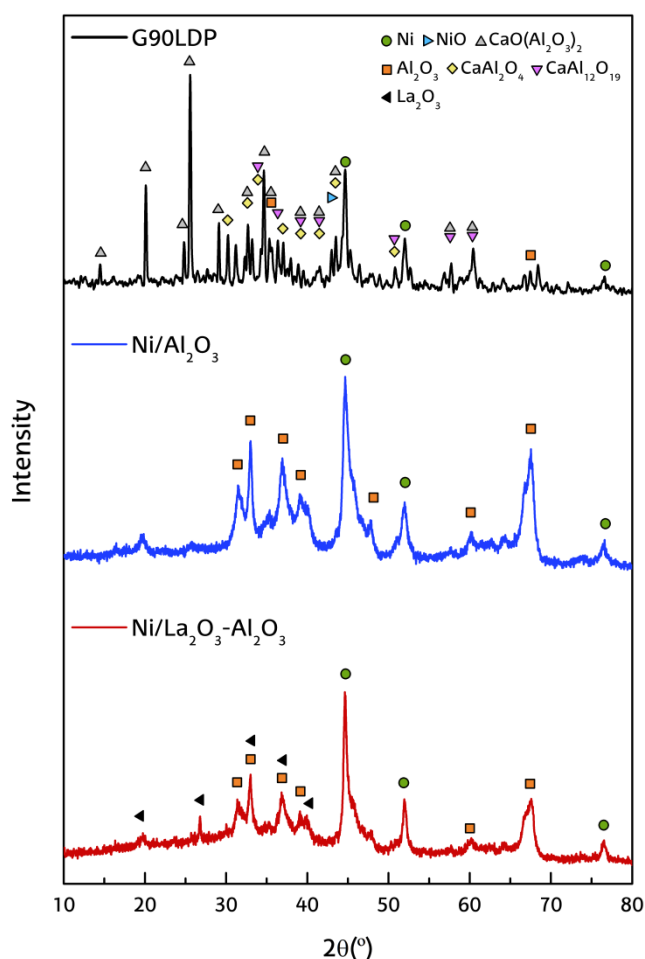 G90LDP
Ni NiO CaO(Al₂O₃)₂
Al₂O₃ CaAl₂O₄ CaAl₁₂O₁₉
La₂O₃
Ni/Al₂O₃
Intensity
Ni/La₂O₃-Al₂O₃
10 20 30 40 50 60 70 80
2θ(º)